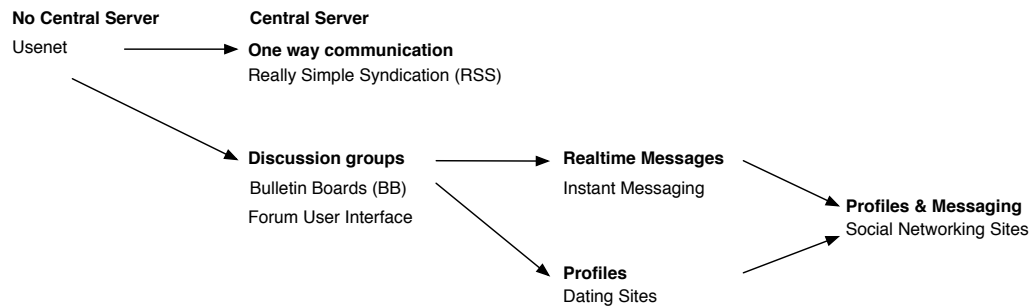 No Central Server
Central Server
Usenet
One way communication
Really Simple Syndication (RSS)
Discussion groups
Bulletin Boards (BB)
Forum User Interface
Realtime Messages
Instant Messaging
Profiles & Messaging
Social Networking Sites
Profiles
Dating Sites